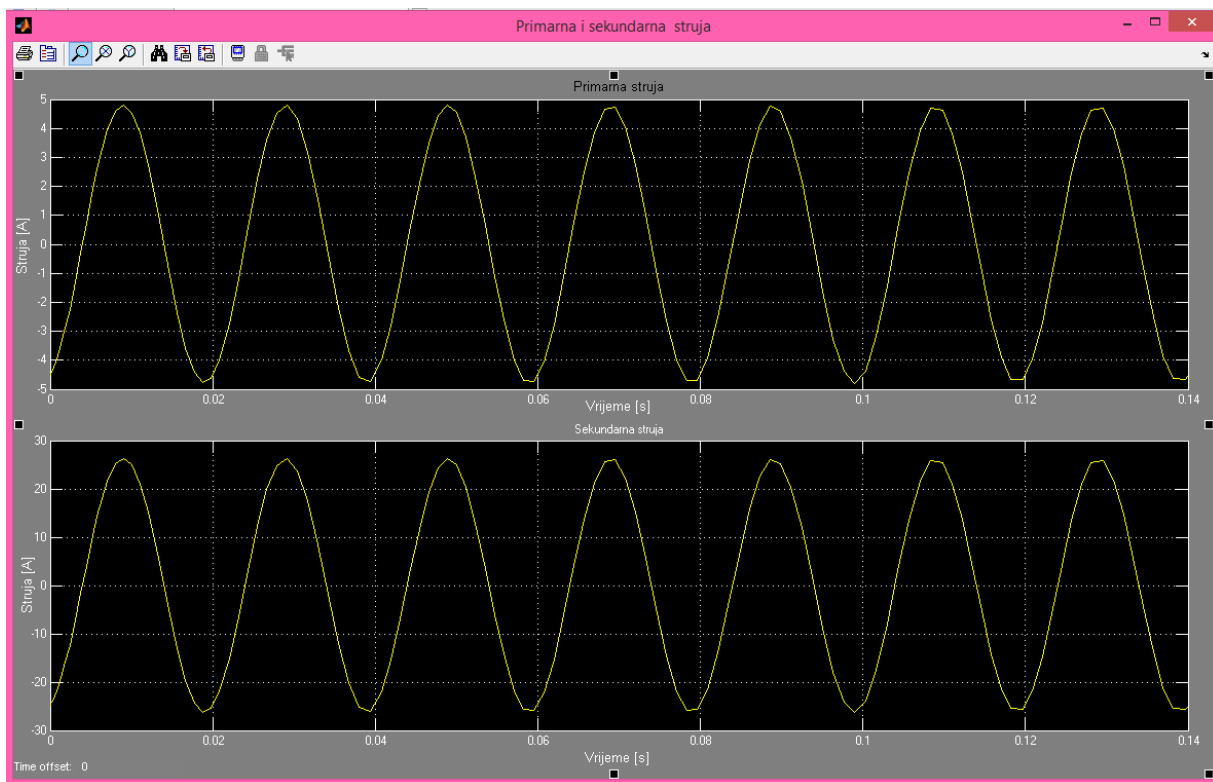 Primarna i sekundarna struja
Primarna struja
5
4
3
2
1
0
-1
-2
-3
-4
-5
Struja [A]
0 0.02 0.04 0.06 0.08 0.1 0.12 0.14
Vrijeme [s]
Sekundarna struja
30
20
10
0
-10
-20
-30
Struja [A]
0 0.02 0.04 0.06 0.08 0.1 0.12 0.14
Vrijeme [s]
Time offset: 0